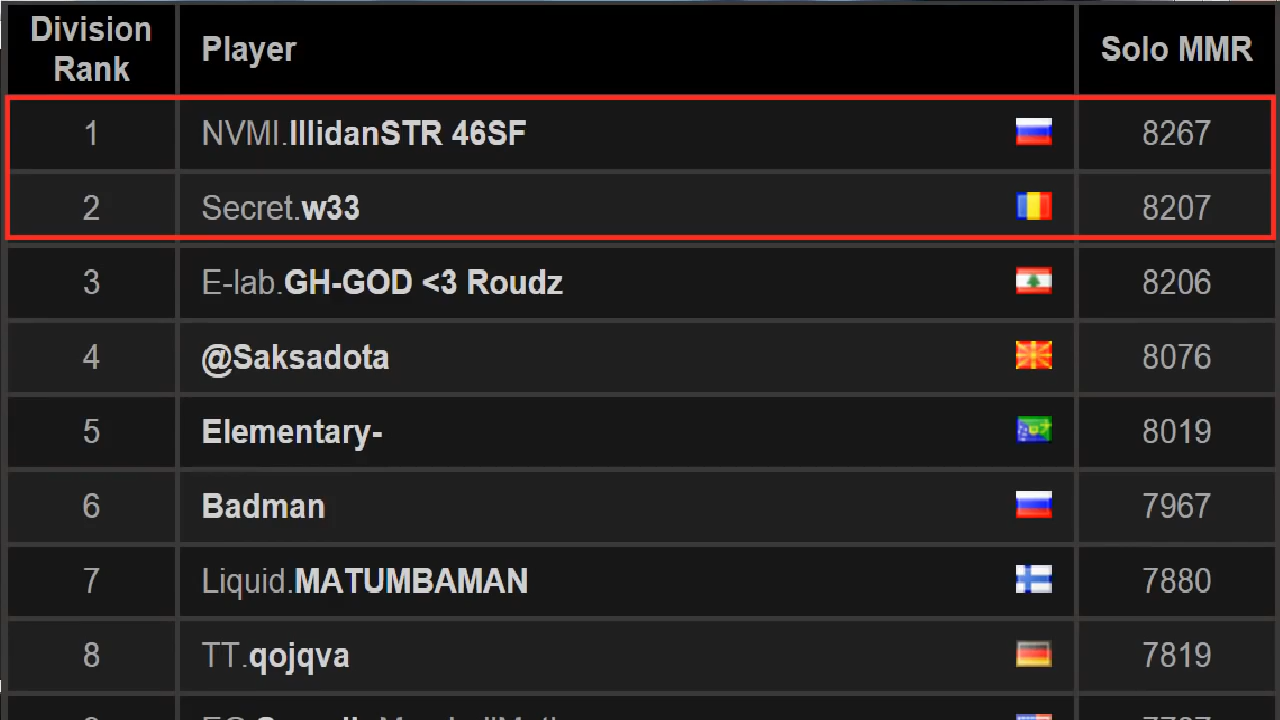 Division Rank Player Solo MMR
1 NVMI.IllidanSTR 46SF 8267
2 Secret.w33 8207
3 E-lab.GH-GOD <3 Roudz 8206
4 @Saksadota 8076
5 Elementary- 8019
6 Badman 7967
7 Liquid.MATUMBAMAN 7880
8 TT.qojqva 7819